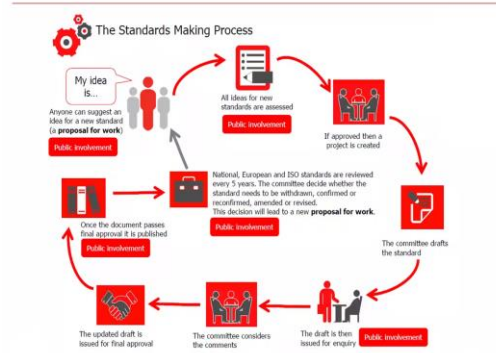 The Standards Making Process
My idea
is...
Anyone can suggest an
idea for a new standard
(a proposal for work)
Public involvement
All ideas for new
standards are assessed
Public involvement
If approved then a
project is created
The committee drafts
the standard
The draft is then
issued for enquiry
Public involvement
The committee considers
the comments
The updated draft is
issued for final approval
Once the document passes
final approval it is published
Public involvement
National, European and ISO standards are reviewed
every 5 years. The committee decide whether the
standard needs to be withdrawn, confirmed or
reconfirmed, amended or revised.
This decision will lead to a new proposal for work.
Public involvement